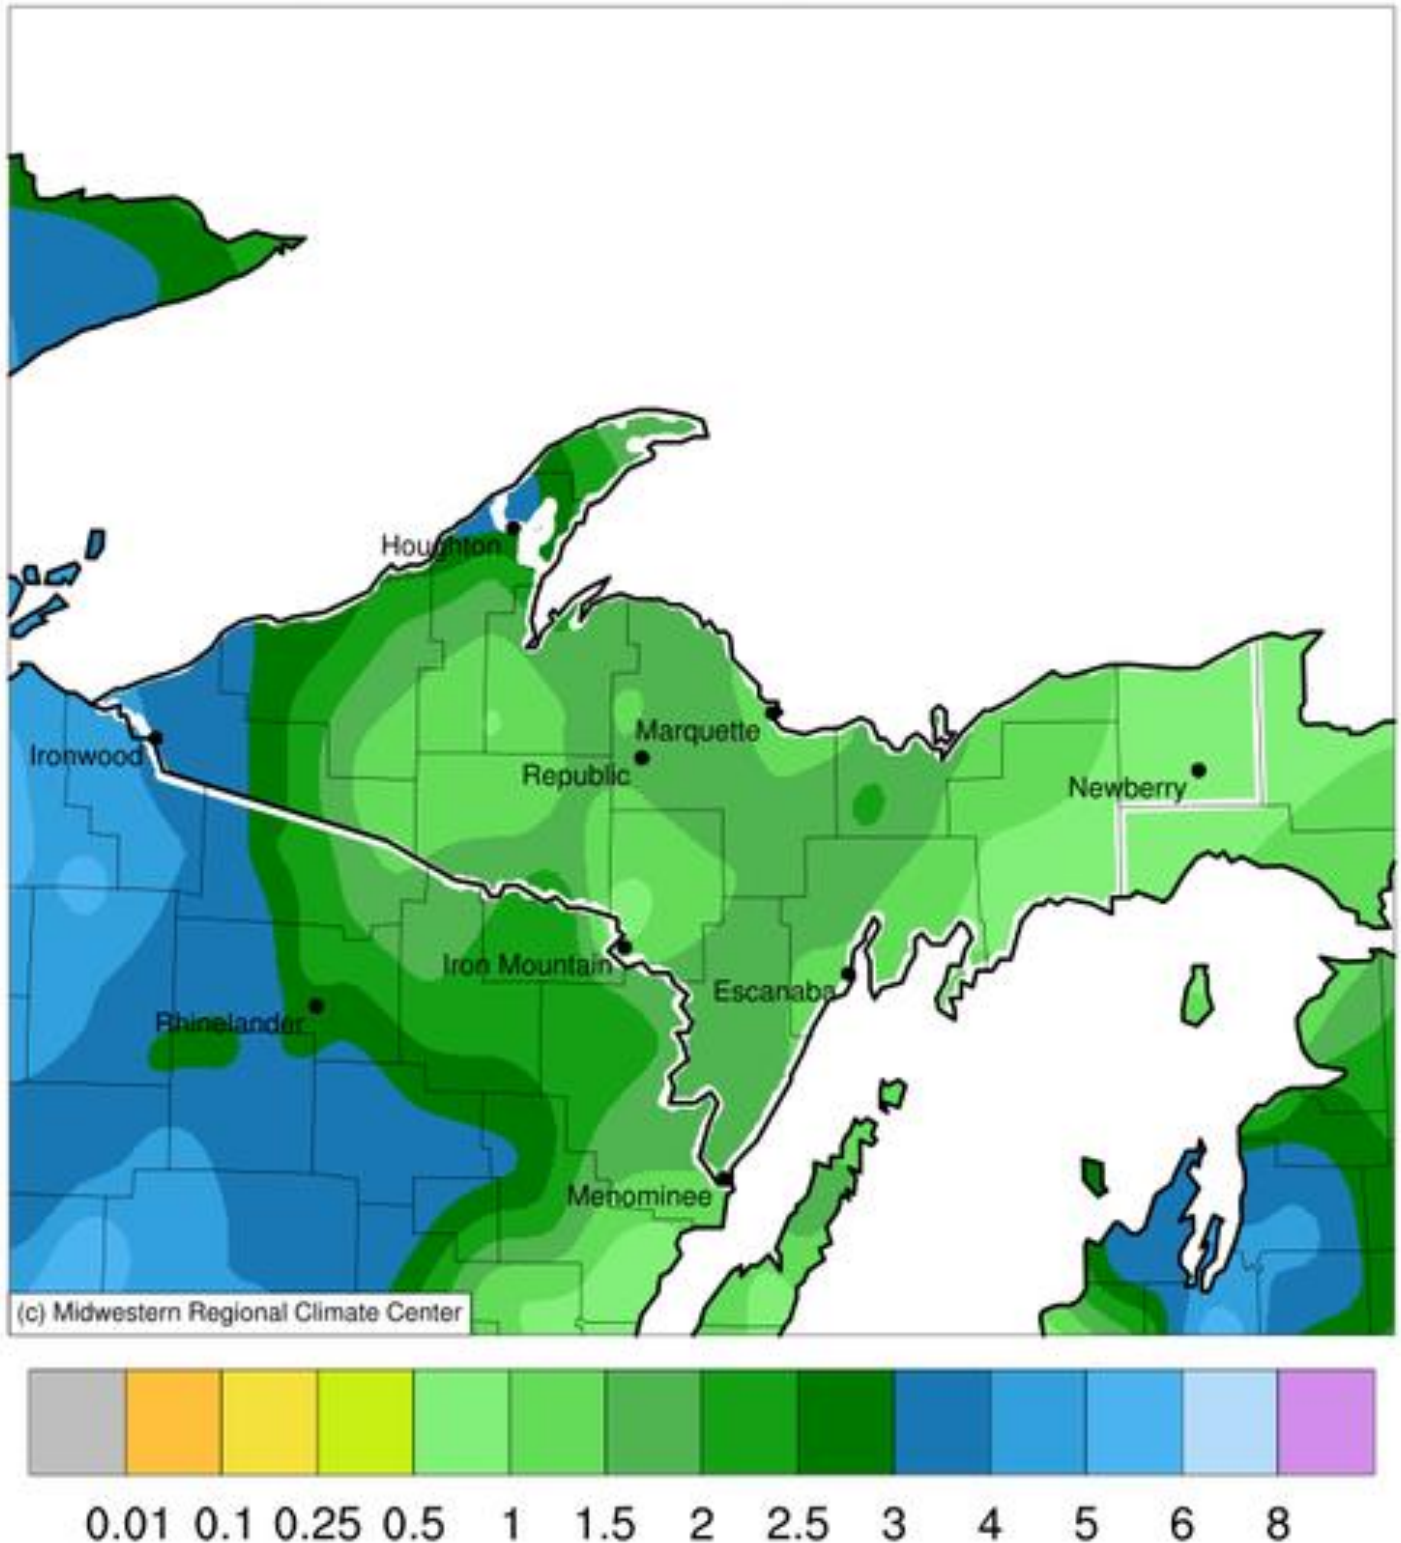 Houghton
Marquette
Ironwood
Republic
Newberry
Iron Mountain
Escanaba
Rhinelander
Menominee
(c) Midwestern Regional Climate Center
0.01 0.1 0.25 0.5 1 1.5 2 2.5 3 4 5 6 8